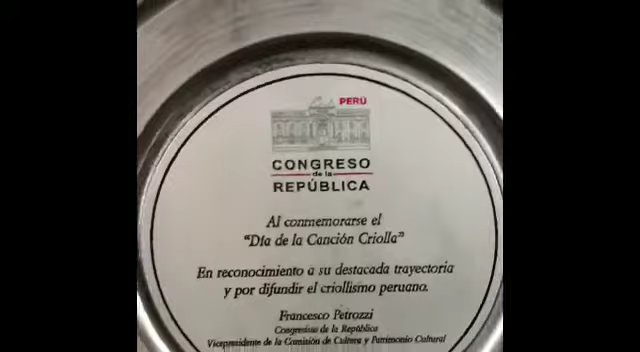 PERÚ
CONGRESO
de la
REPÚBLICA
Al conmemorarse el
"Día de la Canción Criolla"
En reconocimiento a su destacada trayectoria
y por difundir el criollismo peruano.
Francesco Petrozzi
Congresista de la República
Vicepresidente de la Comisión de Cultura y Patrimonio Cultural